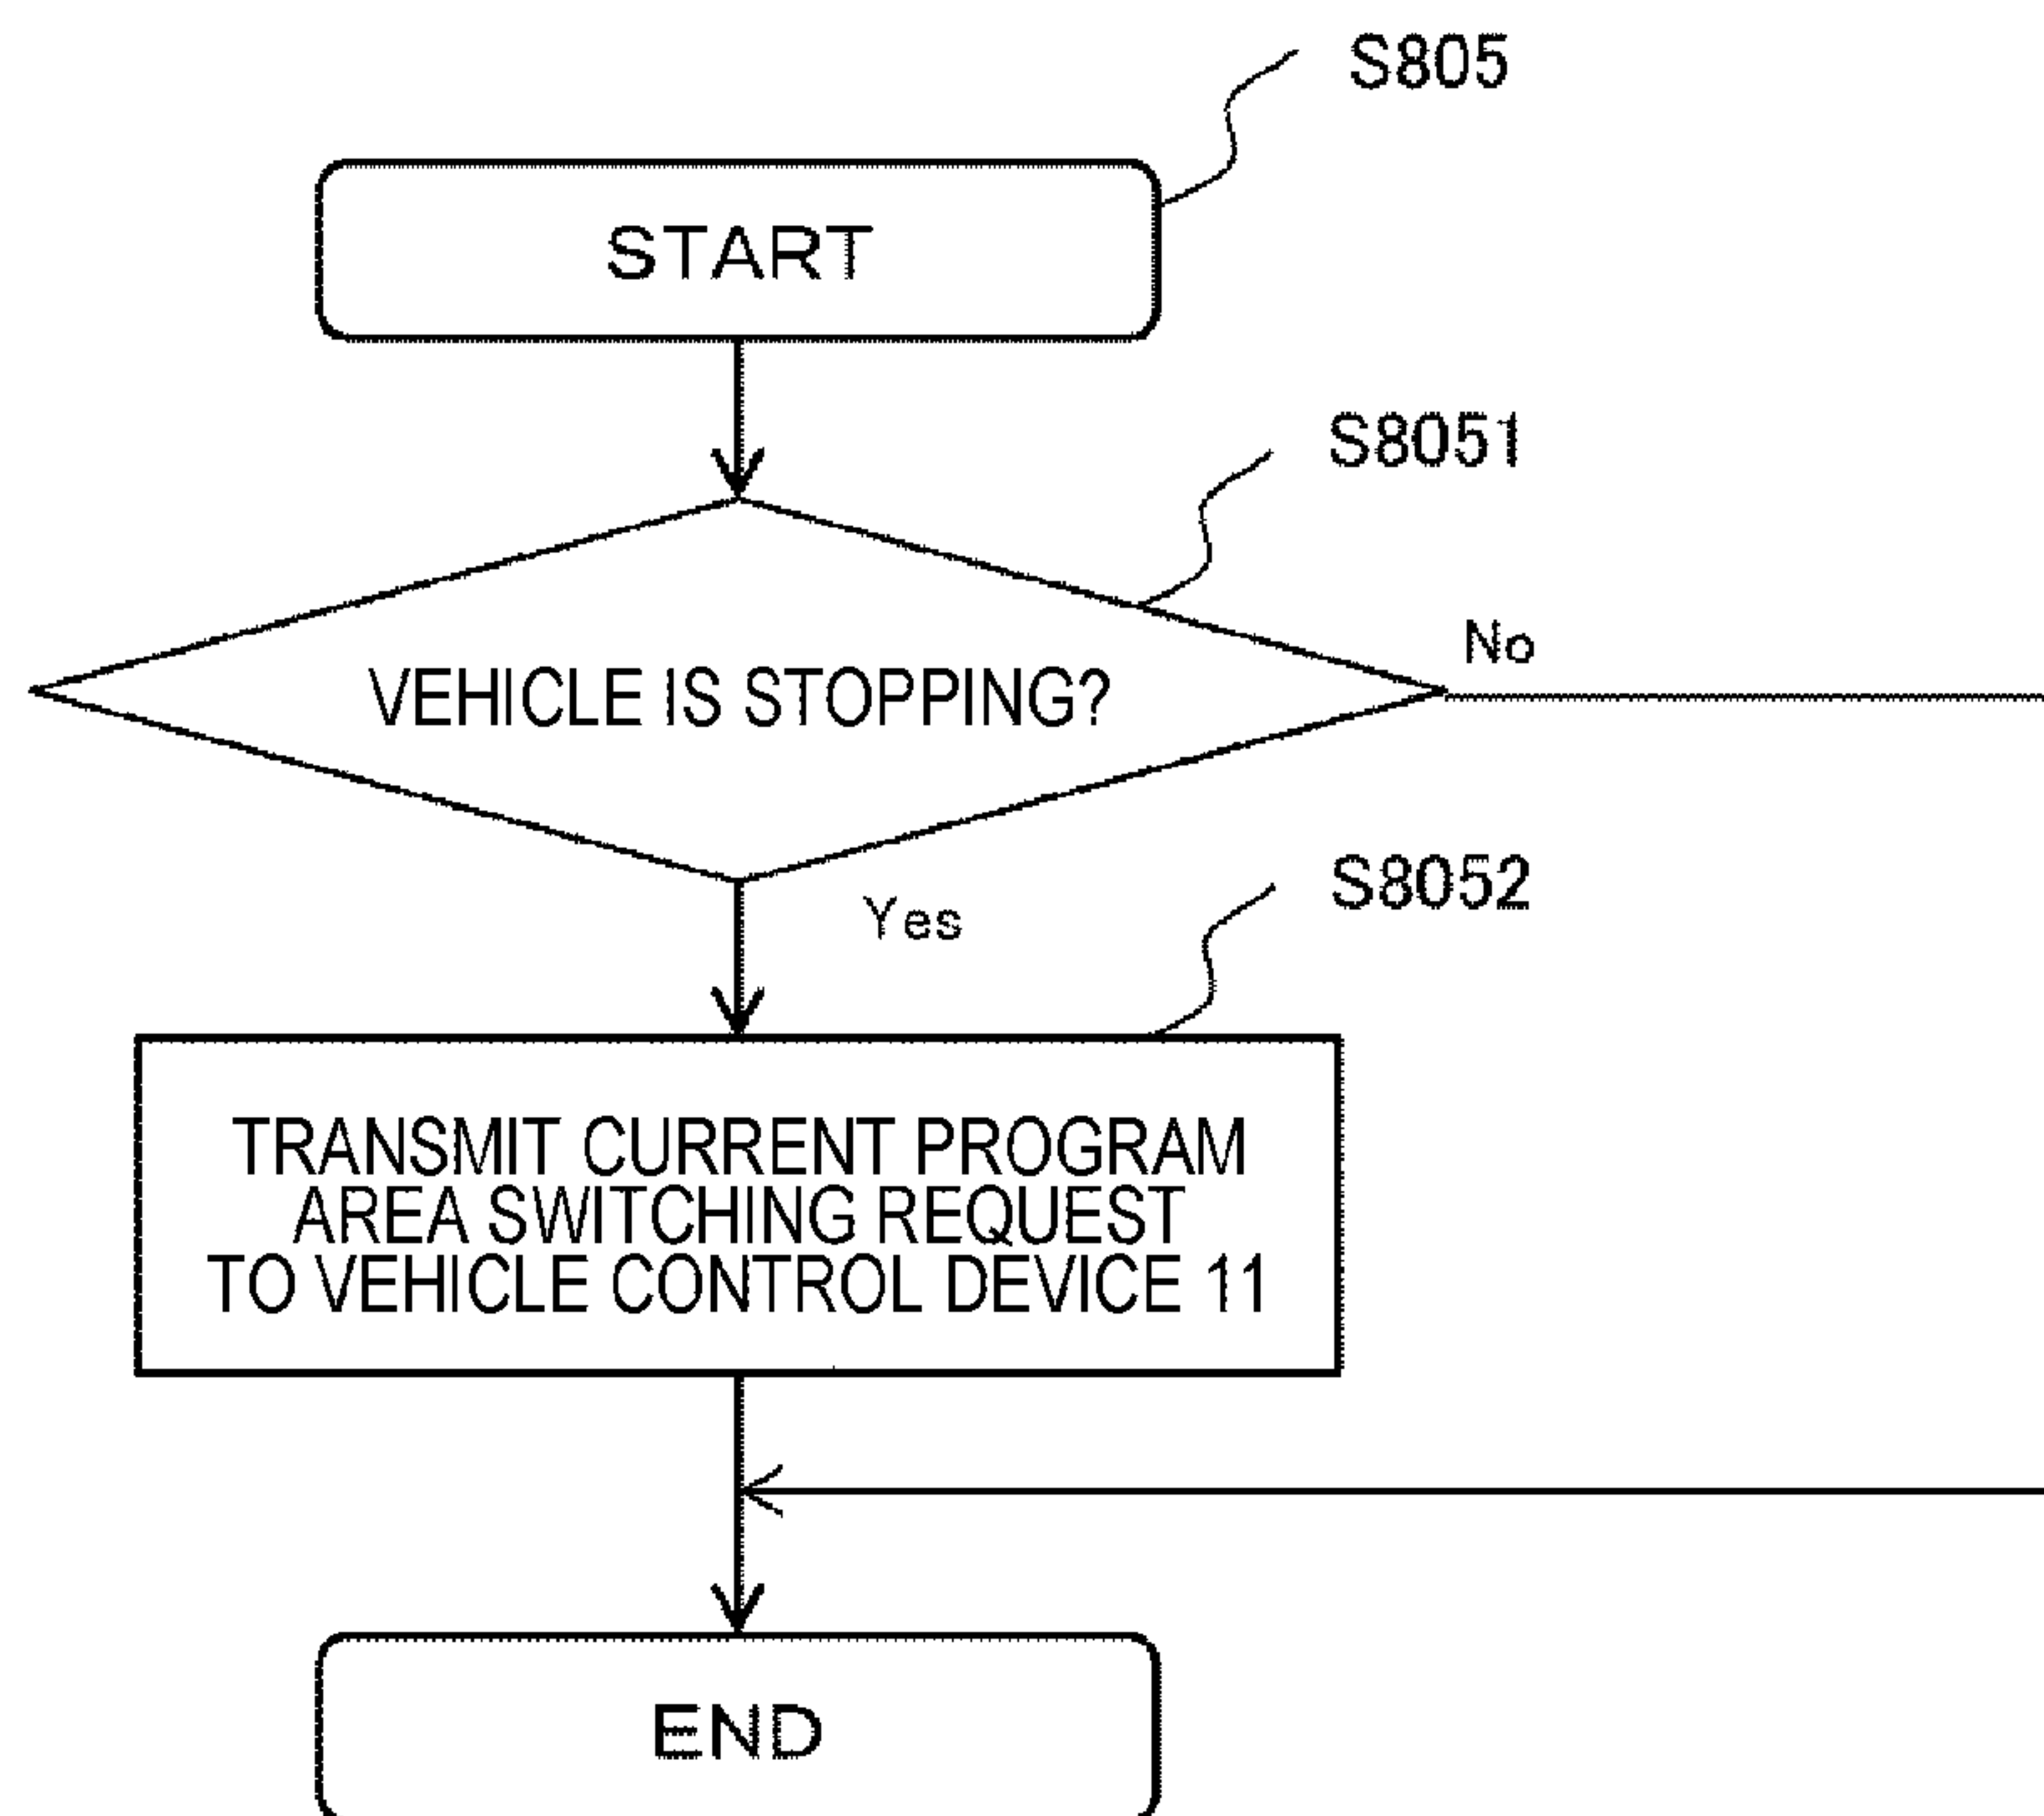 S805
START
S8051
No
VEHICLE IS STOPPING?
S8052
Yes
TRANSMIT CURRENT PROGRAM
AREA SWITCHING REQUEST
TO VEHICLE CONTROL DEVICE 11
END